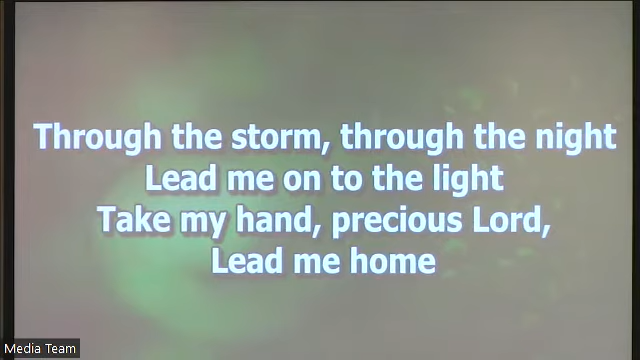 Through the storm, through the night
Lead me on to the light
Take my hand, precious Lord,
Lead me home
Media Team